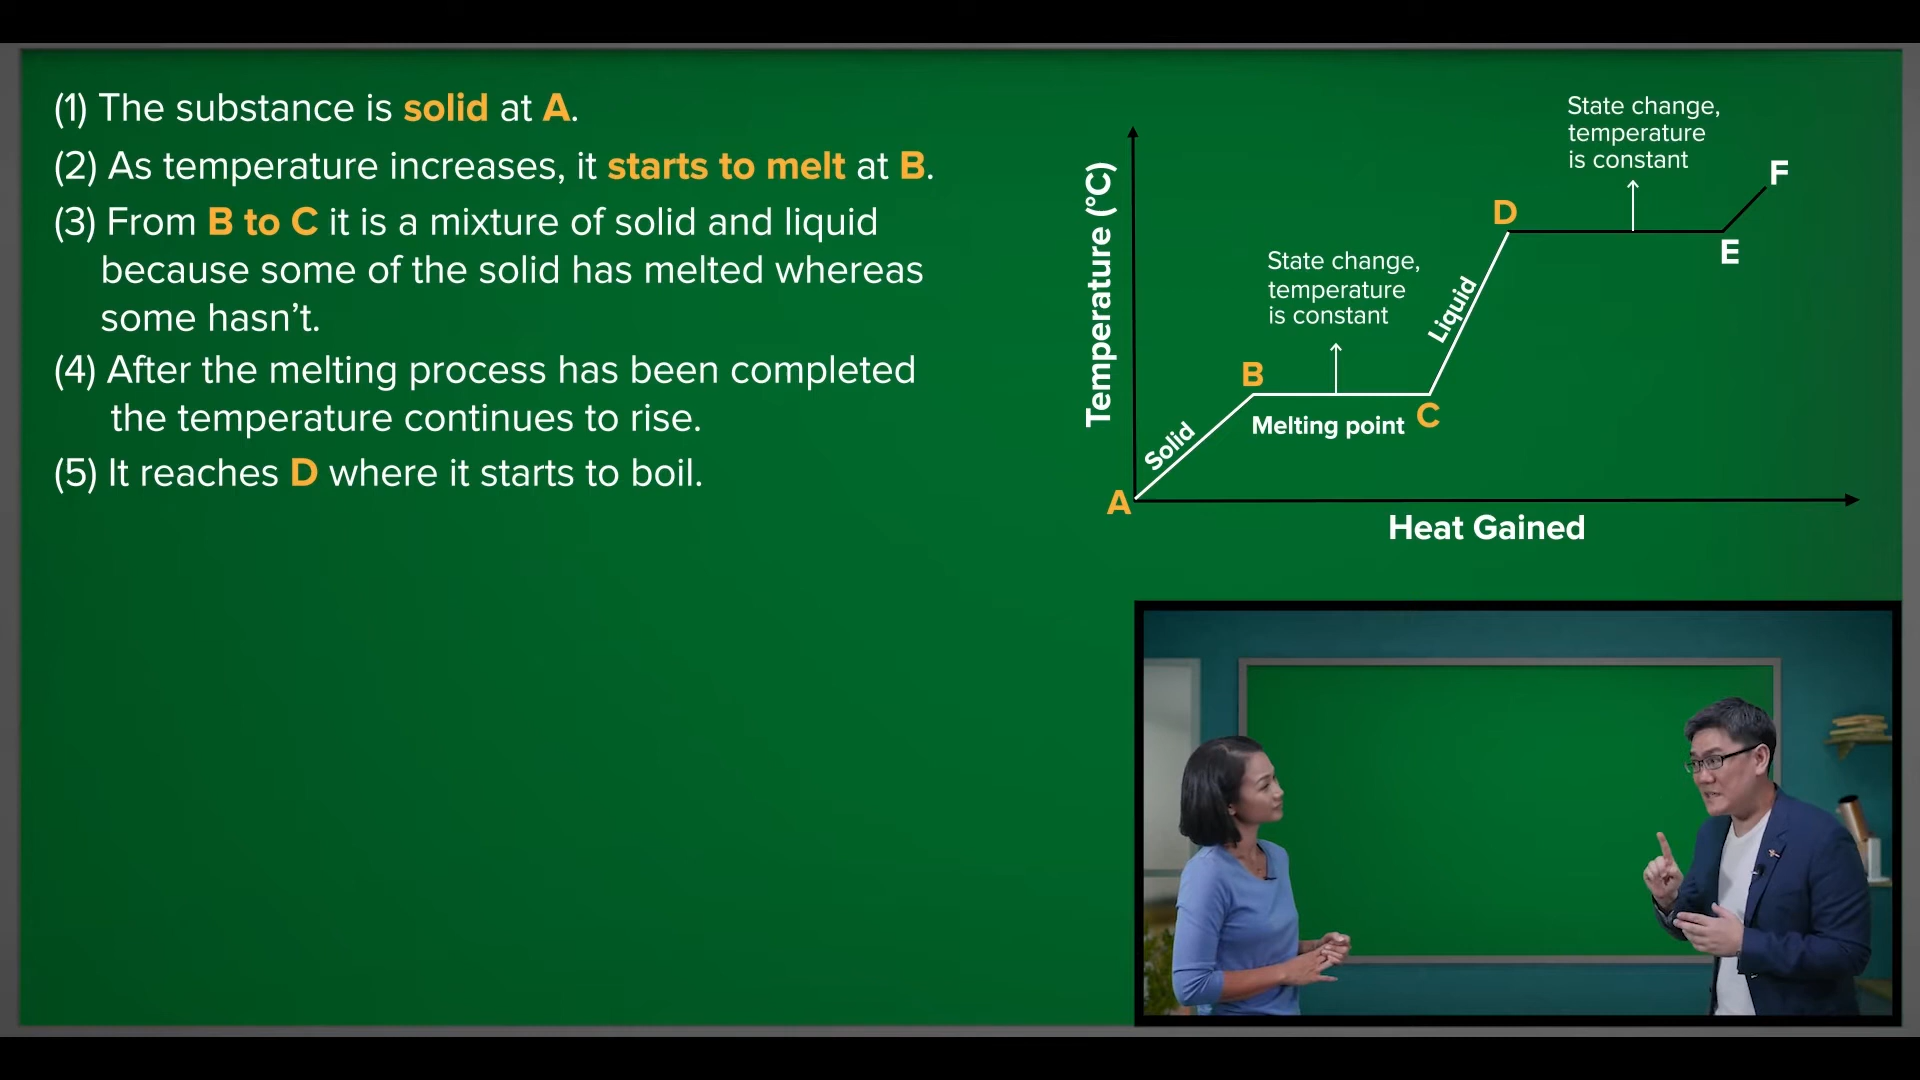 (1) The substance is solid at A.
(2) As temperature increases, it starts to melt at B.
(3) From B to C it is a mixture of solid and liquid
because some of the solid has melted whereas
some hasn’t.
(4) After the melting process has been completed
the temperature continues to rise.
(5) It reaches D where it starts to boil.
State change,
temperature
is constant
F
D
E
Temperature (°C)
State change,
temperature
is constant
Liquid
B
C
Melting point
Solid
A
Heat Gained